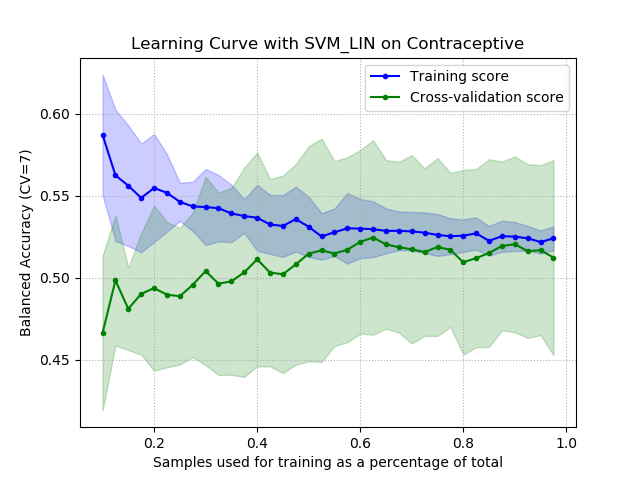 Learning Curve with SVM_LIN on Contraceptive
Training score
Cross-validation score
Balanced Accuracy (CV=7)
0.60
0.55
0.50
0.45
0.2 0.4 0.6 0.8 1.0
Samples used for training as a percentage of total